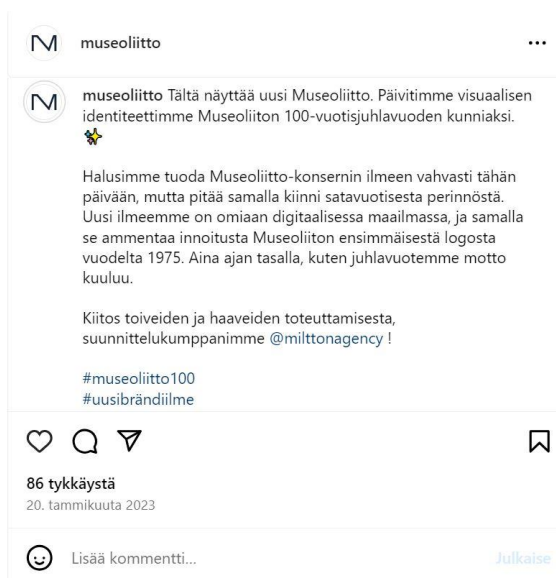 museoliitto
museoliitto Tältä näyttää uusi Museoliitto. Päivitimme visuaalisen
identiteettimme Museoliiton 100-vuotisjuhlavuoden kunniaksi.
Halusimme tuoda Museoliitto-konsernin ilmeen vahvasti tähän
päivään, mutta pitää samalla kiinni satavuotisesta perinnöstä.
Uusi ilmeemme on omiaan digitaalisessa maailmassa, ja samalla
se ammentaa innoitusta Museoliiton ensimmäisestä logosta
vuodelta 1975. Aina ajan tasalla, kuten juhlavuotemme motto
kuuluu.
Kiitos toiveiden ja haaveiden toteuttamisesta,
suunnittelukumppanimme @milttonagency !
#museoliitto100
#uusibrändiilme
86 tykkäystä
20. tammikuuta 2023
Lisää kommentti...
Julkaise